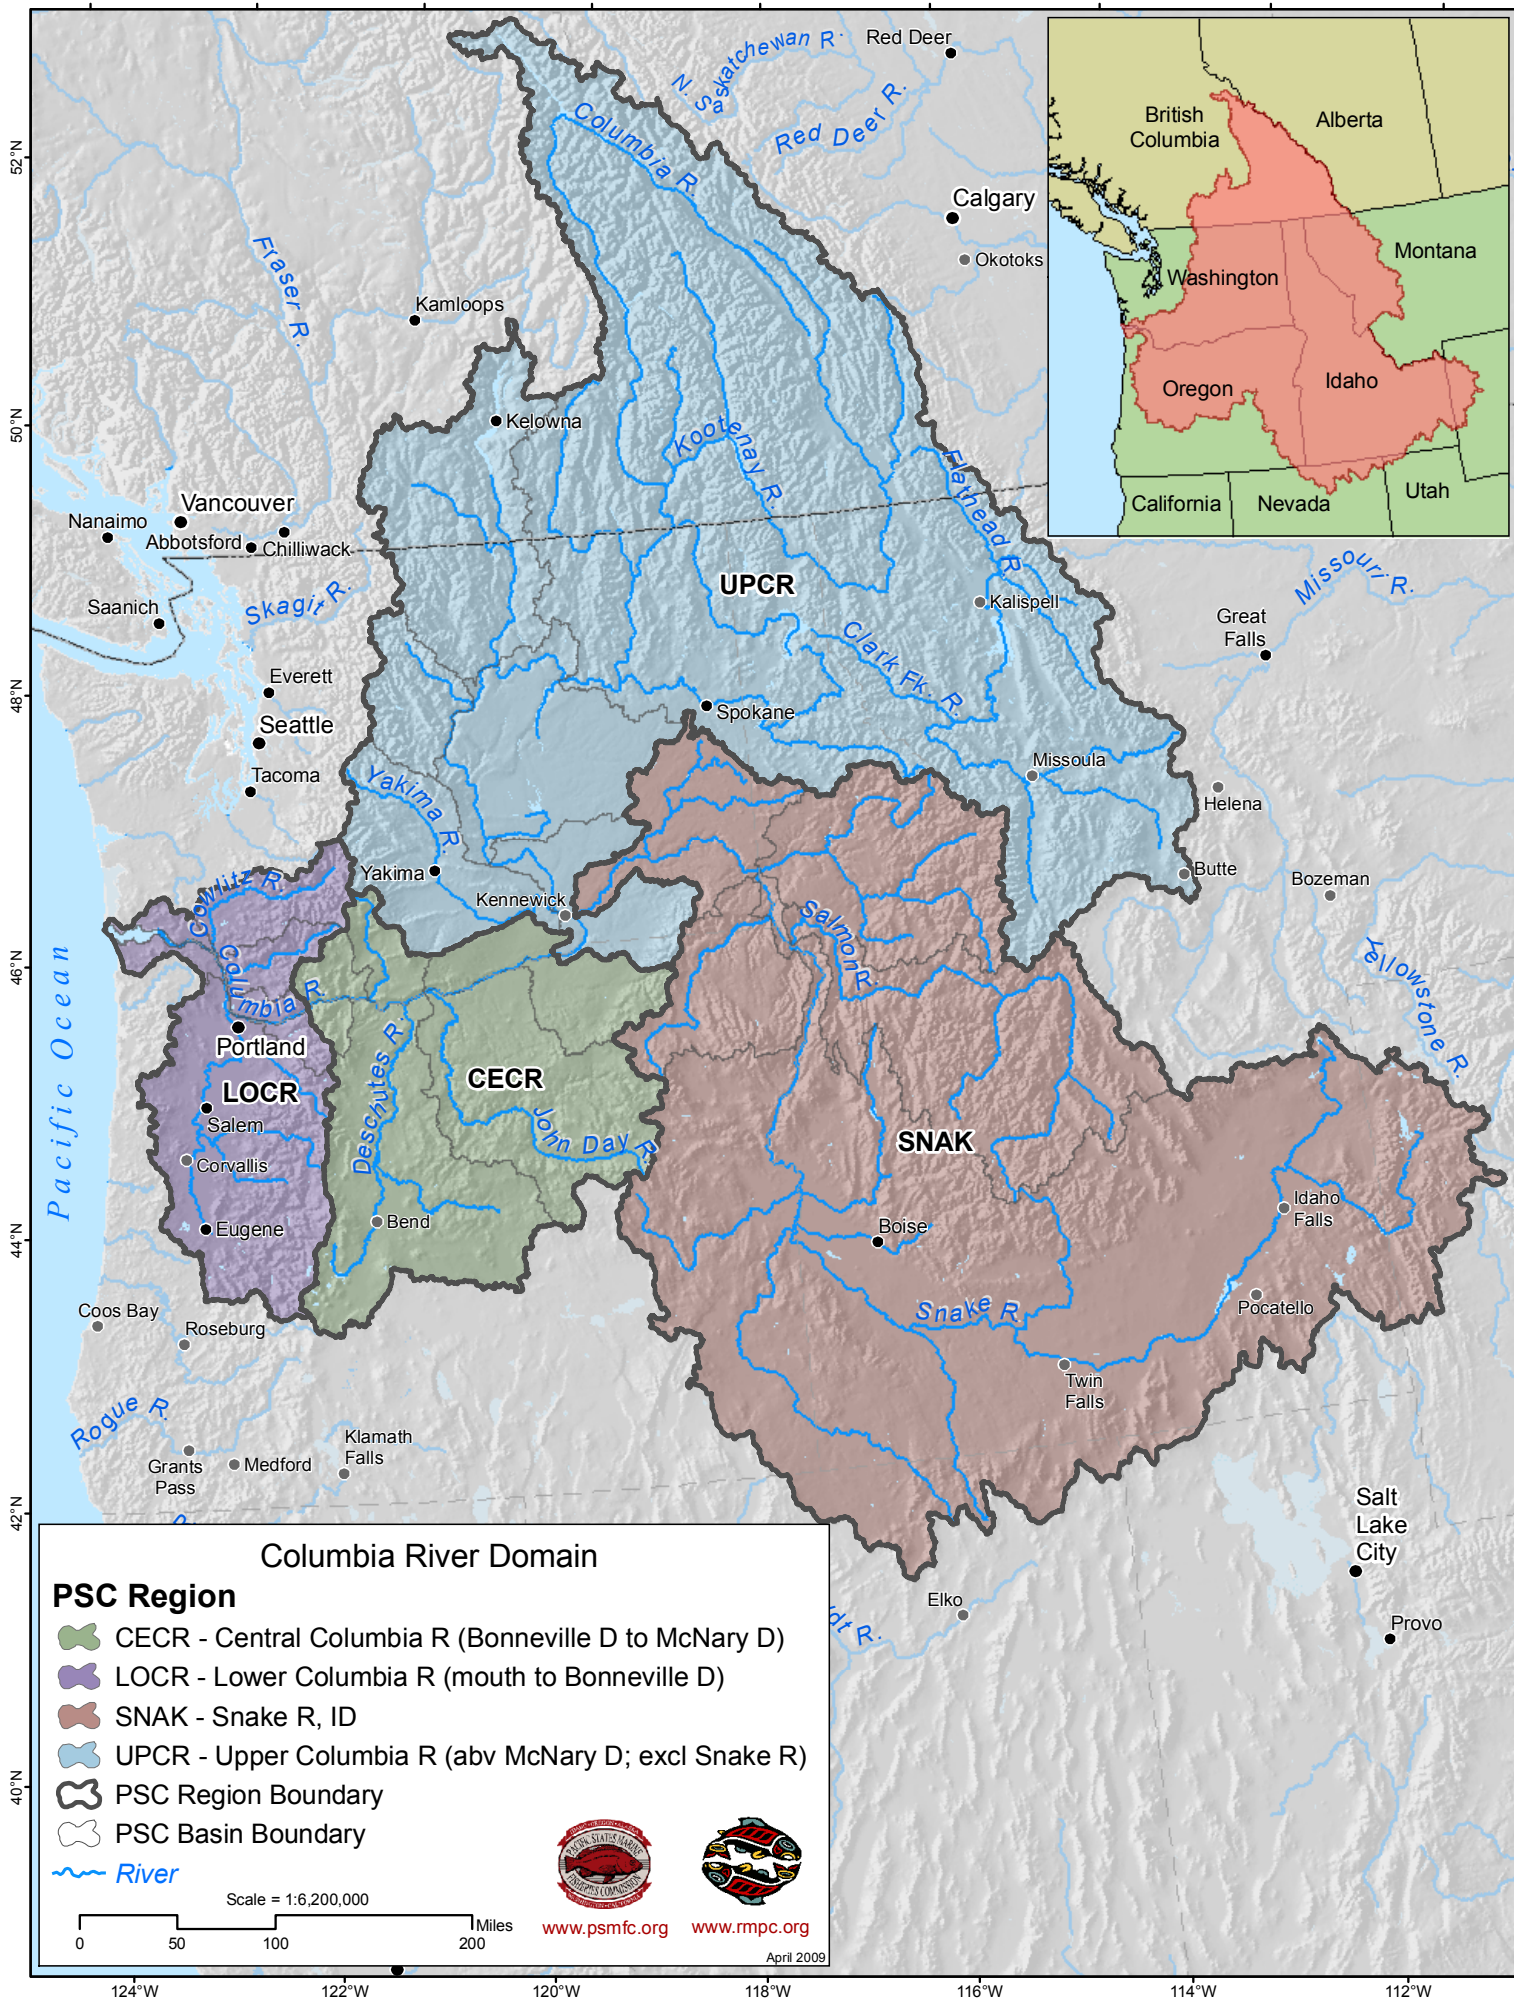 N. Saskatchewan R.
Red Deer
Red Deer R.
Columbia R.
Calgary
Okotoks
Fraser R.
Kamloops
Kelowna
Kootenay R.
Flathead R.
Vancouver
Nanaimo
Abbotsford
Chilliwack
Skagit R.
Saanich
UPCR
Kalispell
Missouri R.
Great
Falls
Clark Fk. R.
Everett
Seattle
Tacoma
Spokane
Missoula
Helena
Yakima R.
Yakima
Kennewick
Butte
Bozeman
Cowlitz R.
Columbia R.
Salmon R.
Yellowstone R.
Pacific Ocean
Portland
LOCR
Salem
Corvallis
Eugene
Deschutes R.
CECR
John Day R.
Bend
SNAK
Boise
Idaho
Falls
Pocatello
Snake R.
Twin
Falls
Coos Bay
Roseburg
Rogue R.
Grants
Pass
Medford
Klamath
Falls
Salt
Lake
City
Provo
Elko
dt R.
British
Columbia
Alberta
Washington
Montana
Oregon
Idaho
California
Nevada
Utah
52°N
50°N
48°N
46°N
44°N
42°N
40°N
Columbia River Domain
PSC Region
CECR - Central Columbia R (Bonneville D to McNary D)
LOCR - Lower Columbia R (mouth to Bonneville D)
SNAK - Snake R, ID
UPCR - Upper Columbia R (abv McNary D; excl Snake R)
PSC Region Boundary
PSC Basin Boundary
River
Scale = 1:6,200,000
Miles
0 50 100 200
PACIFIC STATES MARINE
FISHERIES COMMISSION
www.psmfc.org
www.rmpc.org
April 2009
124°W 122°W 120°W 118°W 116°W 114°W 112°W